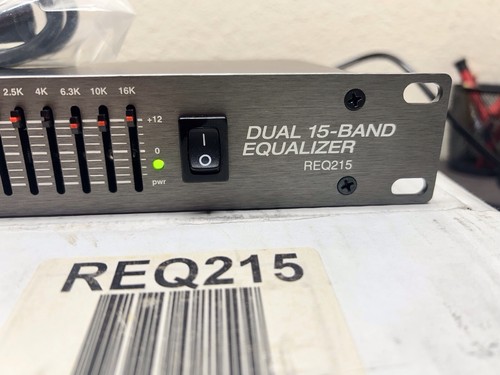 2.5K 4K 6.3K 10K 16K
+12
0
pwr
DUAL 15-BAND
EQUALIZER
REQ215
REQ215